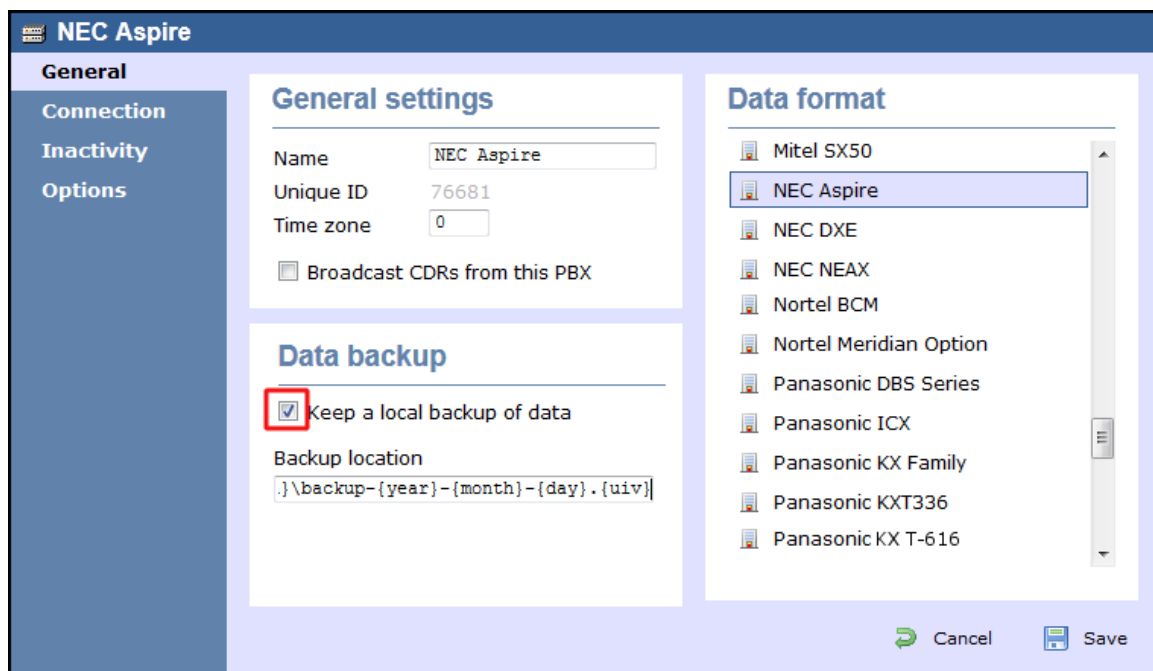 NEC Aspire
General
Connection
Inactivity
Options
General settings
Name NEC Aspire
Unique ID 76681
Time zone 0
Broadcast CDRs from this PBX
Data backup
Keep a local backup of data
Backup location
.}\backup-{year}-{month}-{day}.{uiv}
Data format
Mitel SX50
NEC Aspire
NEC DXE
NEC NEAX
Nortel BCM
Nortel Meridian Option
Panasonic DBS Series
Panasonic ICX
Panasonic KX Family
Panasonic KXT336
Panasonic KX T-616
Cancel Save